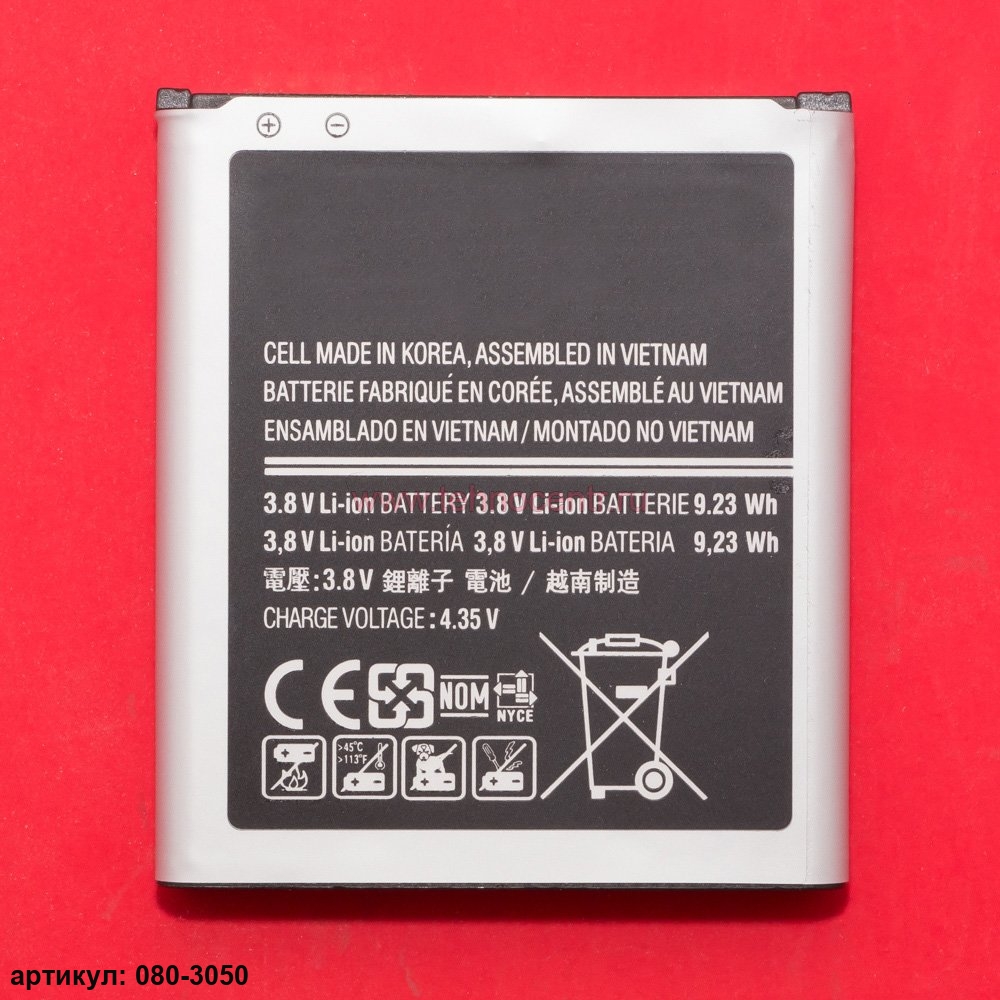 CELL MADE IN KOREA, ASSEMBLED IN VIETNAM
BATTERIE FABRIQUÉ EN CORÉE, ASSEMBLÉ AU VIETNAM
ENSAMBLADO EN VIETNAM / MONTADO NO VIETNAM
3.8 V Li-ion BATTERY 3.8 V Li-ion BATTERIE 9.23 Wh
3,8 V Li-ion BATERÍA 3,8 V Li-ion BATERIA 9,23 Wh
電壓:3.8 V 鋰離子 電池 / 越南制造
CHARGE VOLTAGE : 4.35 V
CE NOM NYCE
>45°C
>113°F
артикул: 080-3050